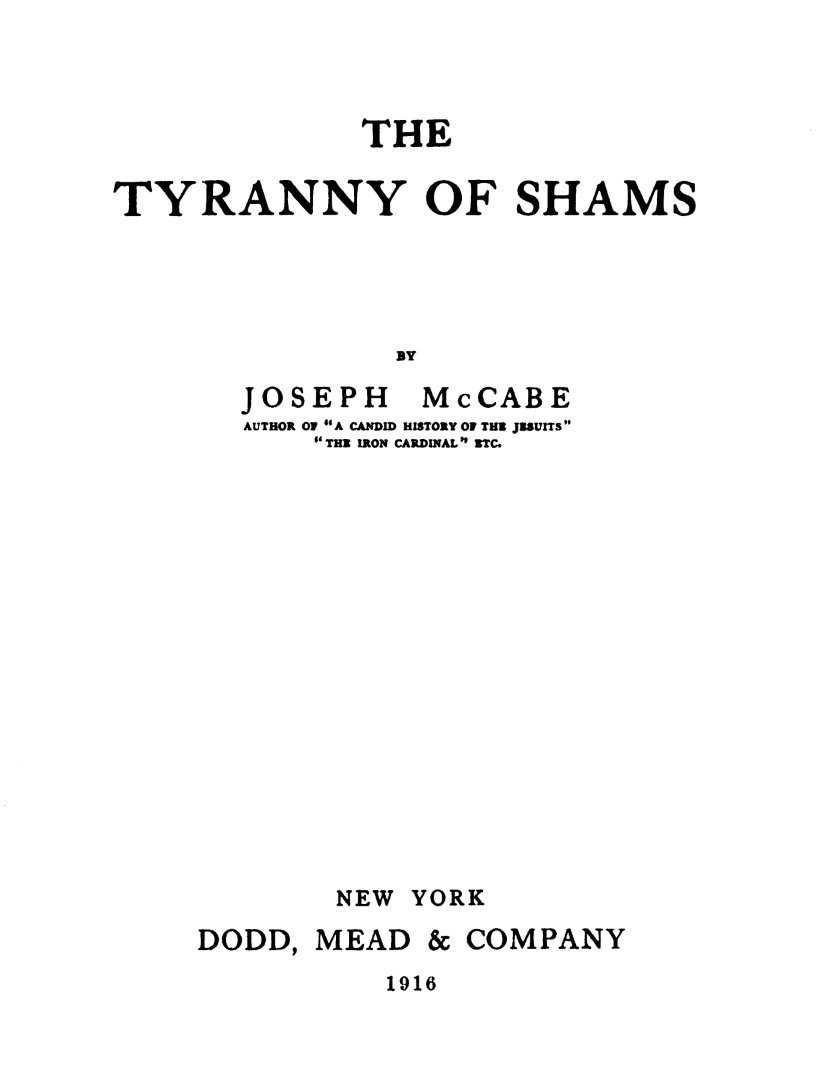 THE
TYRANNY OF SHAMS
BY
JOSEPH McCABE
AUTHOR OF "A CANDID HISTORY OF THE JESUITS"
"THE IRON CARDINAL" ETC.
NEW YORK
DODD, MEAD & COMPANY
1916